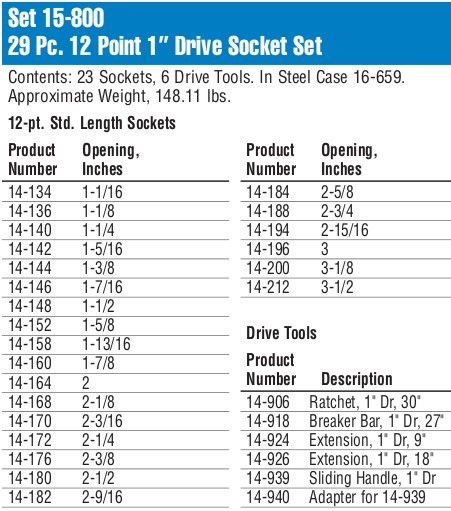 Set 15-800
29 Pc. 12 Point 1″ Drive Socket Set
Contents: 23 Sockets, 6 Drive Tools. In Steel Case 16-659.
Approximate Weight, 148.11 lbs.
12-pt. Std. Length Sockets
Product Number Opening, Inches
14-134 1-1/16
14-136 1-1/8
14-140 1-1/4
14-142 1-5/16
14-144 1-3/8
14-146 1-7/16
14-148 1-1/2
14-152 1-5/8
14-158 1-13/16
14-160 1-7/8
14-164 2
14-168 2-1/8
14-170 2-3/16
14-172 2-1/4
14-176 2-3/8
14-180 2-1/2
14-182 2-9/16
Product Number Opening, Inches
14-184 2-5/8
14-188 2-3/4
14-194 2-15/16
14-196 3
14-200 3-1/8
14-212 3-1/2
Drive Tools
Product
Number Description
14-906 Ratchet, 1" Dr, 30"
14-918 Breaker Bar, 1" Dr, 27"
14-924 Extension, 1" Dr, 9"
14-926 Extension, 1" Dr, 18"
14-939 Sliding Handle, 1" Dr
14-940 Adapter for 14-939